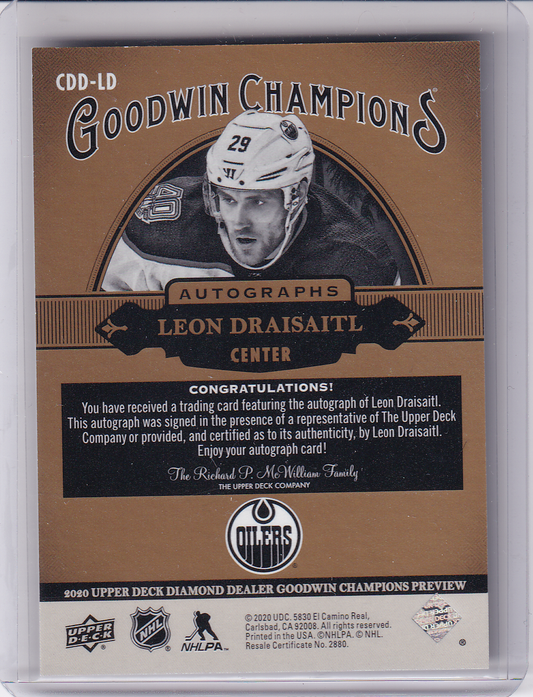 CDD-LD
GOODWIN CHAMPIONS
29
AUTOGRAPHS
LEON DRAISAITL
CENTER
CONGRATULATIONS!
You have received a trading card featuring the autograph of Leon Draisaitl.
This autograph was signed in the presence of a representative of The Upper Deck
Company or provided, and certified as to its authenticity, by Leon Draisaitl.
Enjoy your autograph card!
The Richard P. McWilliam Family
THE UPPER DECK COMPANY
OILERS
2020 UPPER DECK DIAMOND DEALER GOODWIN CHAMPIONS PREVIEW
UPPER
DECK
NHL
NHLPA
© 2020 UDC. 5830 El Camino Real,
Carlsbad, CA 92008. All rights reserved.
Printed in the USA. ©NHLPA. © NHL.
Resale Certificate No. 2880.
®